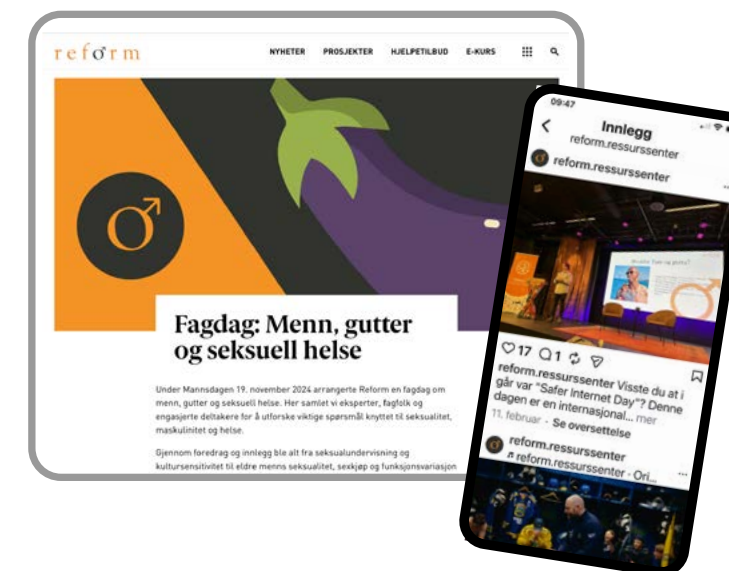 reform
NYHETER PROSJEKTER HJELPETILBUD E-KURS
Fagdag: Menn, gutter
og seksuell helse
Under Mannsdagen 19. november 2024 arrangerte Reform en fagdag om
menn, gutter og seksuell helse. Her samlet vi eksperter, fagfolk og
engasjerte deltakere for å utforske viktige spørsmål knyttet til seksualitet,
maskulinitet og helse.
Gjennom foredrag og innlegg ble alt fra seksualundervisning og
kultursensitivitet til eldre menns seksualitet, sexkjøp og funksjonsvariasjon
09:47
Innlegg
reform.ressurssenter
reform.ressurssenter
17 1
reform.ressurssenter Visste du at i
går var "Safer Internet Day"? Denne
dagen er en internasjonal... mer
11. februar · Se oversettelse
reform.ressurssenter
reform.ressurssenter · Ori...